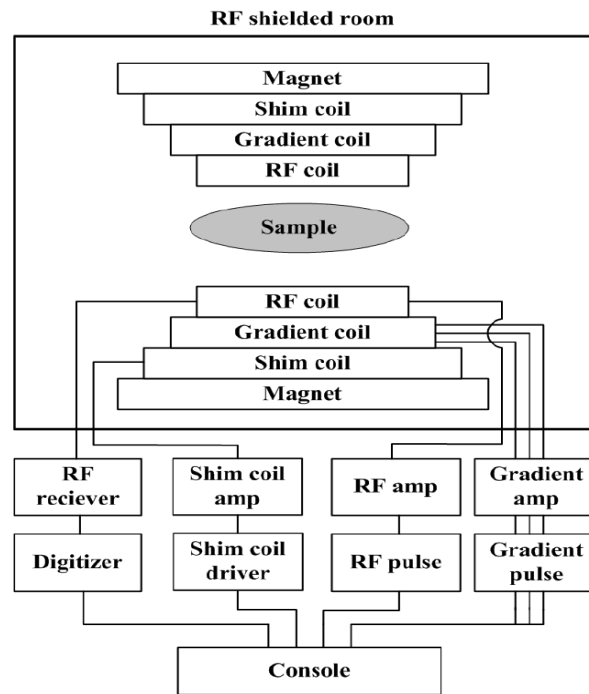 RF shielded room
Magnet
Shim coil
Gradient coil
RF coil
Sample
RF coil
Gradient coil
Shim coil
Magnet
RF
reciever
Shim coil
amp
RF amp
Gradient
amp
Digitizer
Shim coil
driver
RF pulse
Gradient
pulse
Console